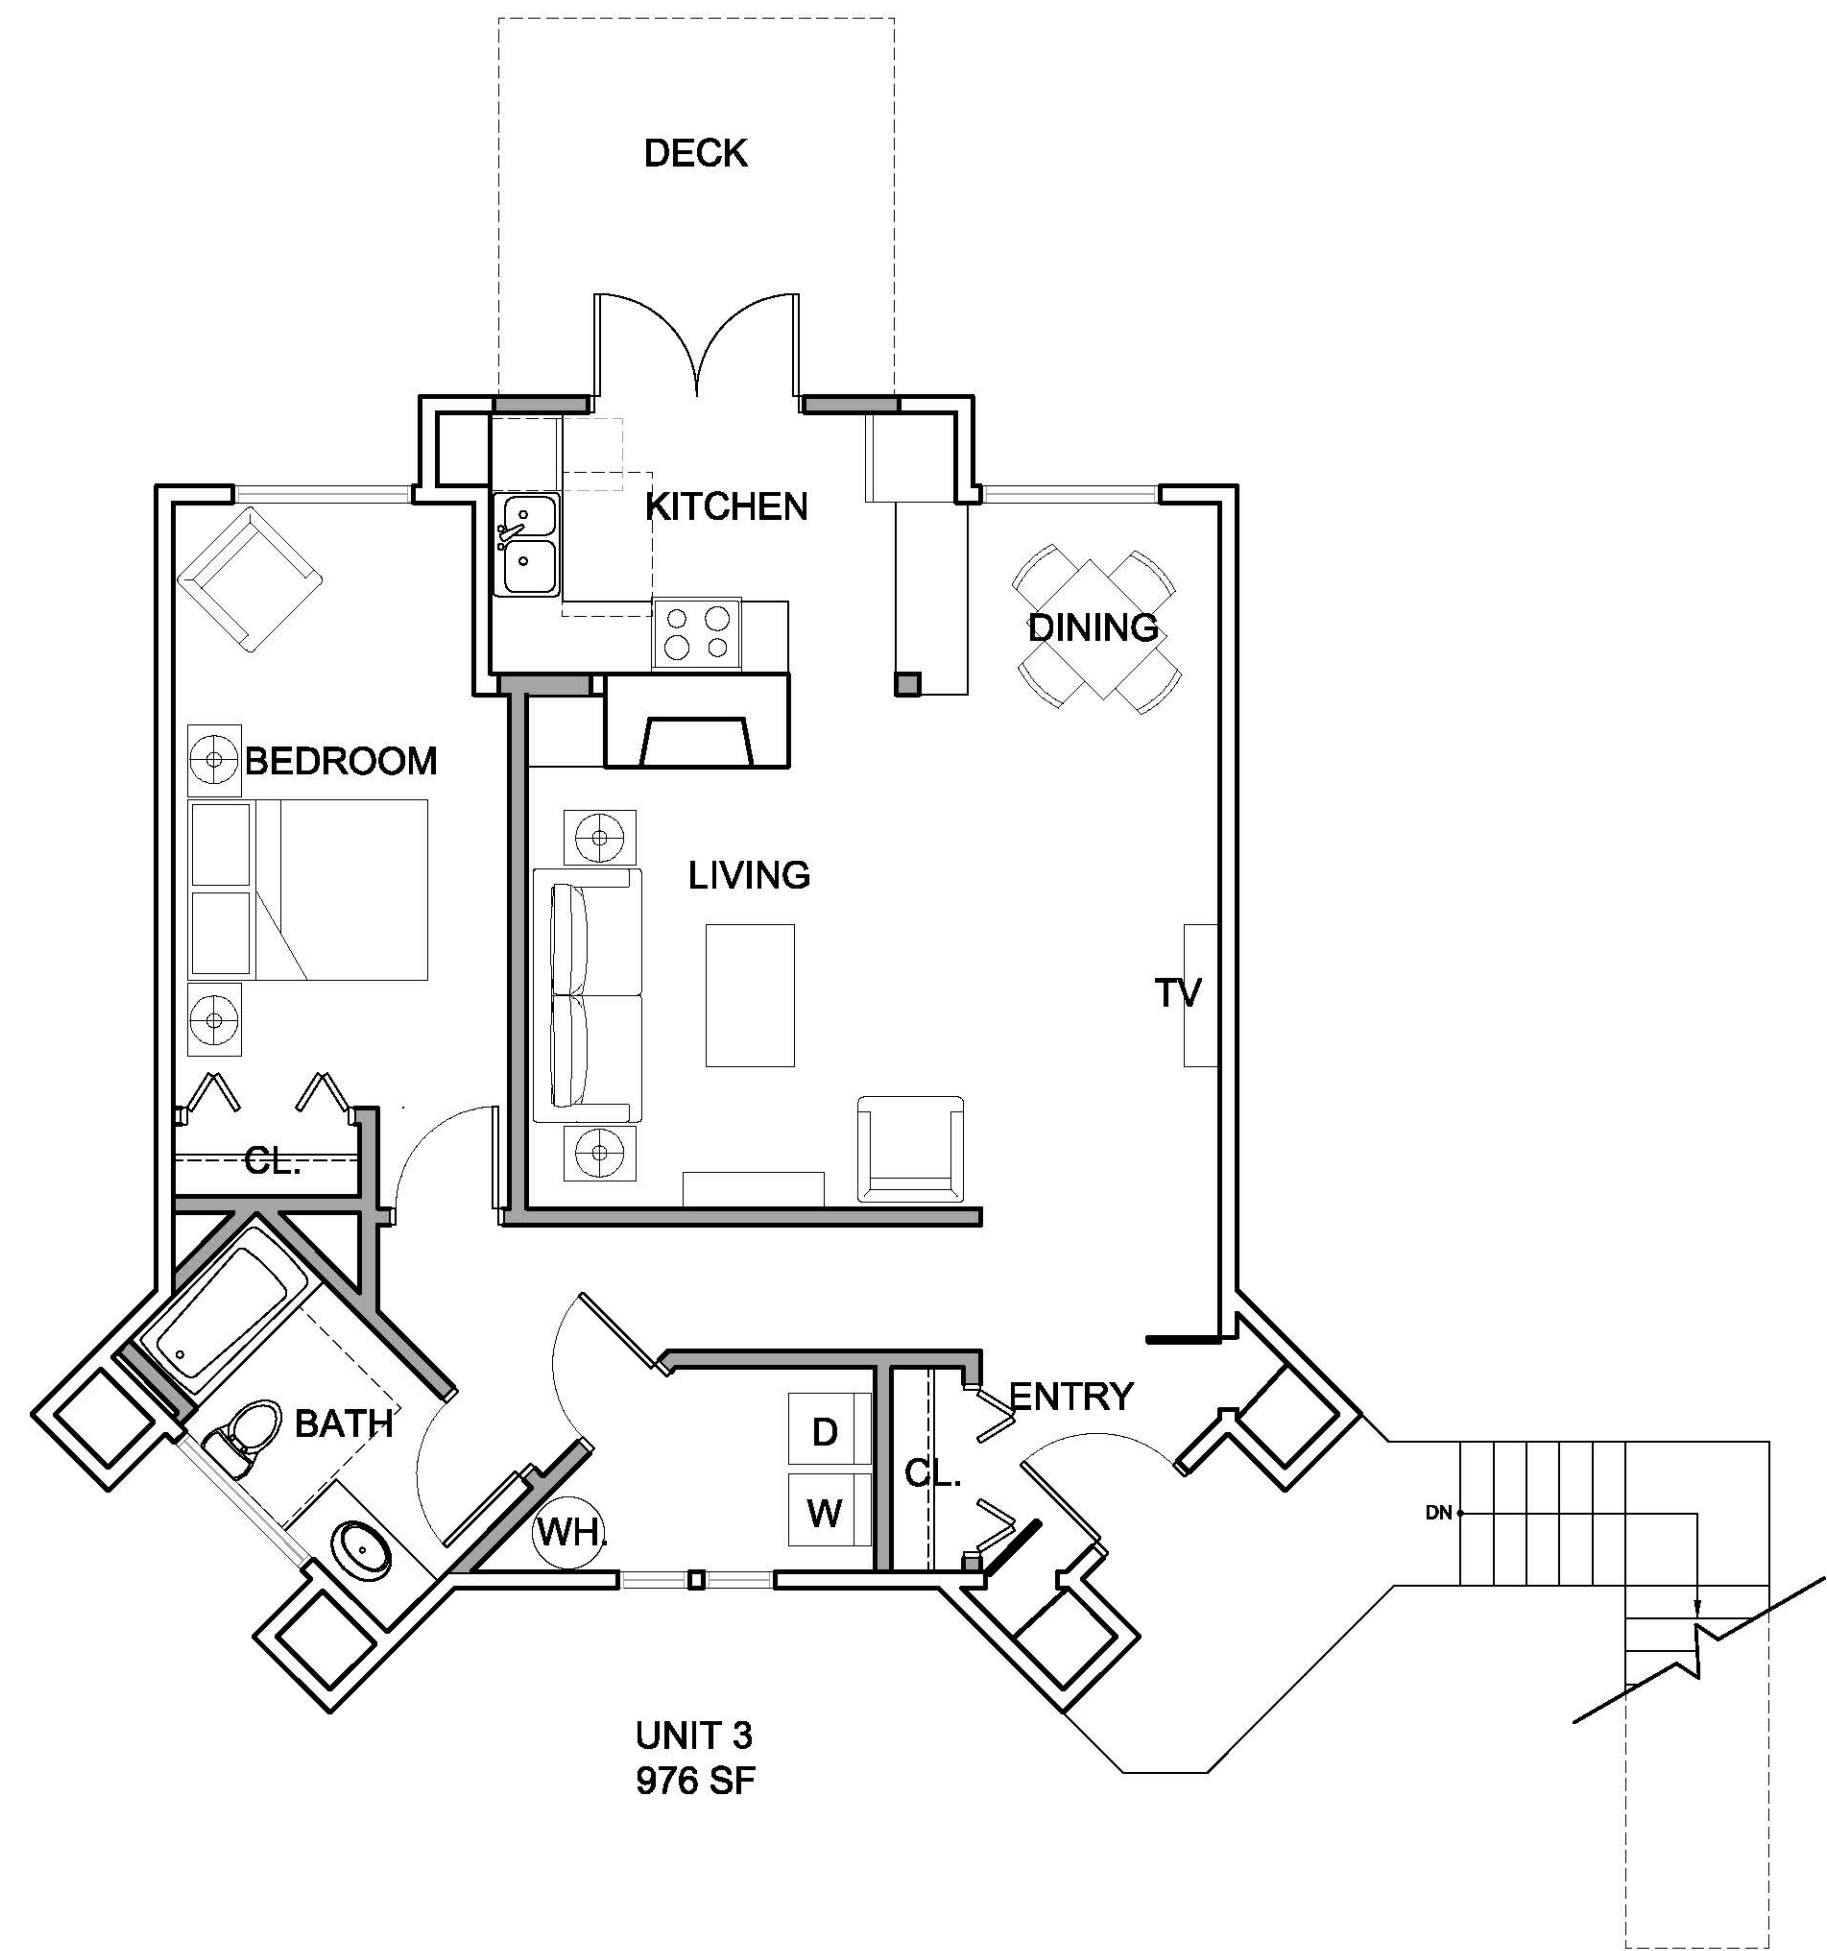 DECK
KITCHEN
DINING
BEDROOM
LIVING
TV
CL.
ENTRY
BATH
D
CL.
W
WH.
DN
UNIT 3
976 SF